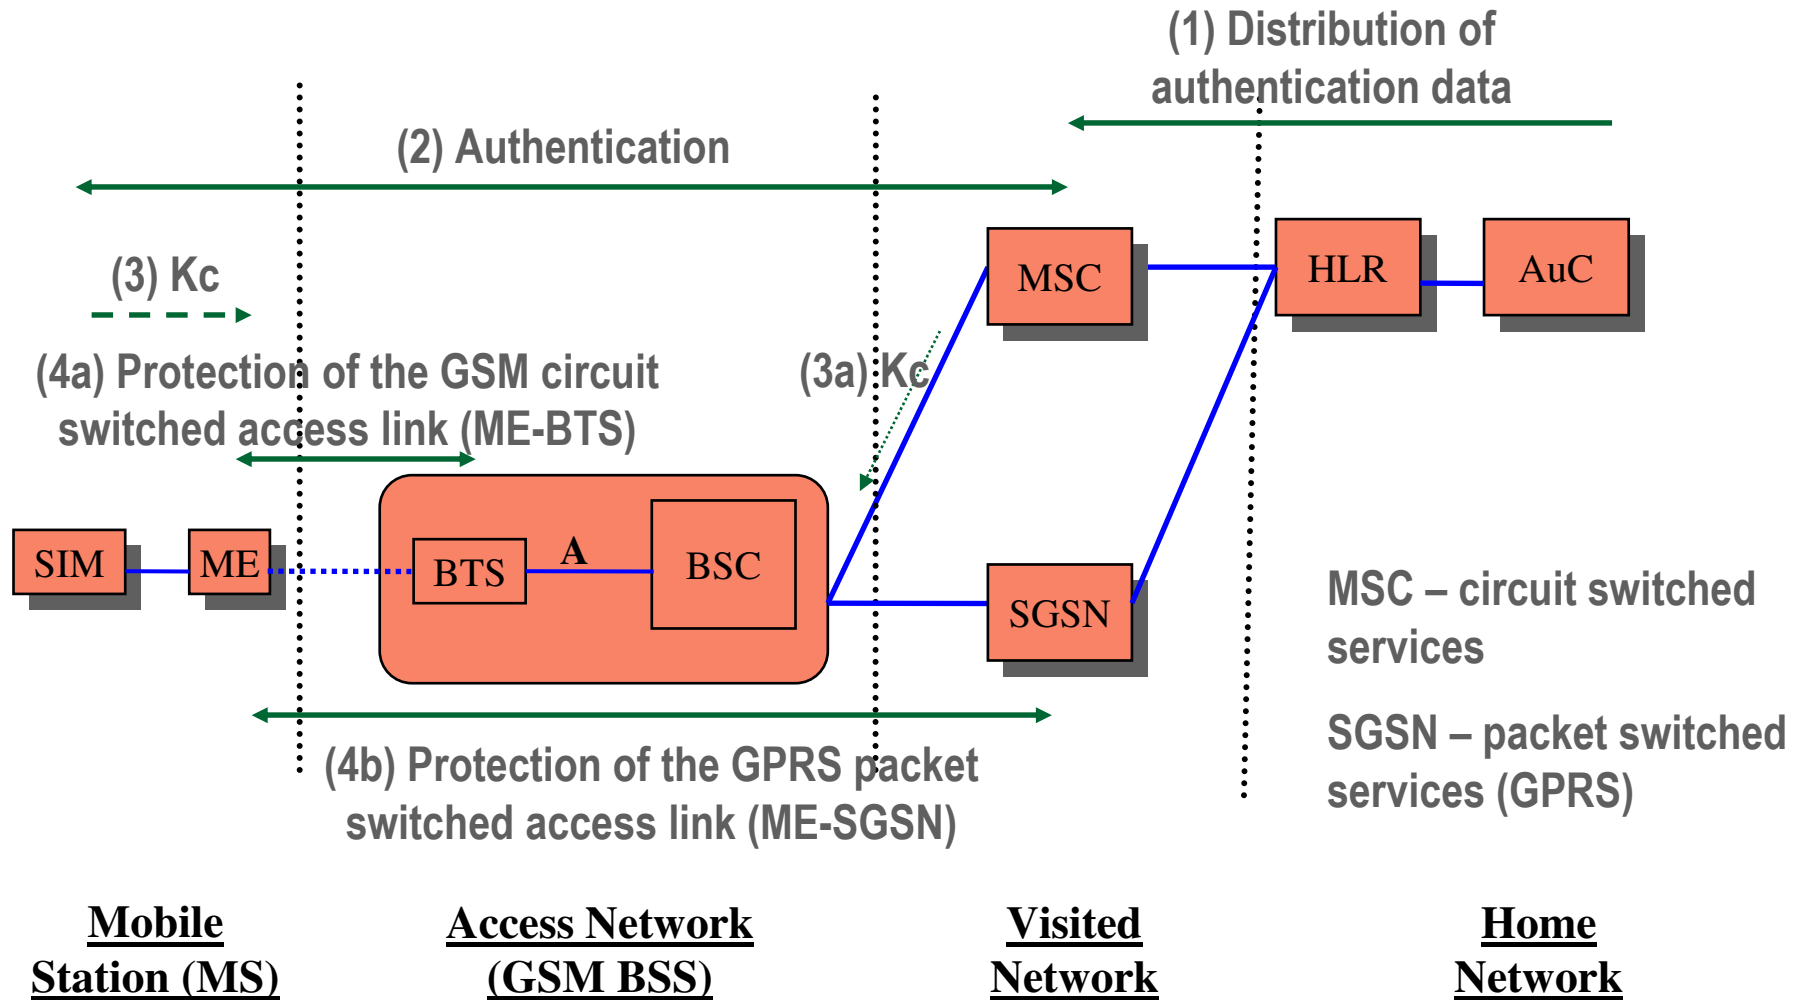 (1) Distribution of
authentication data
(2) Authentication
(3) Kc
MSC
HLR
AuC
(4a) Protection of the GSM circuit
switched access link (ME-BTS)
(3a) Kc
SIM
ME
BTS
A
BSC
SGSN
MSC – circuit switched
services
SGSN – packet switched
services (GPRS)
(4b) Protection of the GPRS packet
switched access link (ME-SGSN)
Mobile
Station (MS)
Access Network
(GSM BSS)
Visited
Network
Home
Network